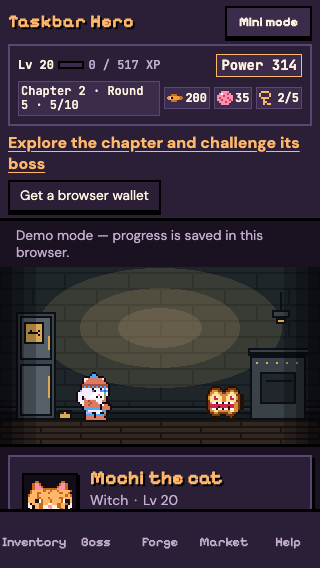 Taskbar Hero
Mini mode
Lv 20 0 / 517 XP
Power 314
Chapter 2 · Round
5 · 5/10
200 35 2/5
Explore the chapter and challenge its
boss
Get a browser wallet
Demo mode — progress is saved in this
browser.
Mochi the cat
Witch · Lv 20
Inventory Boss Forge Market Help